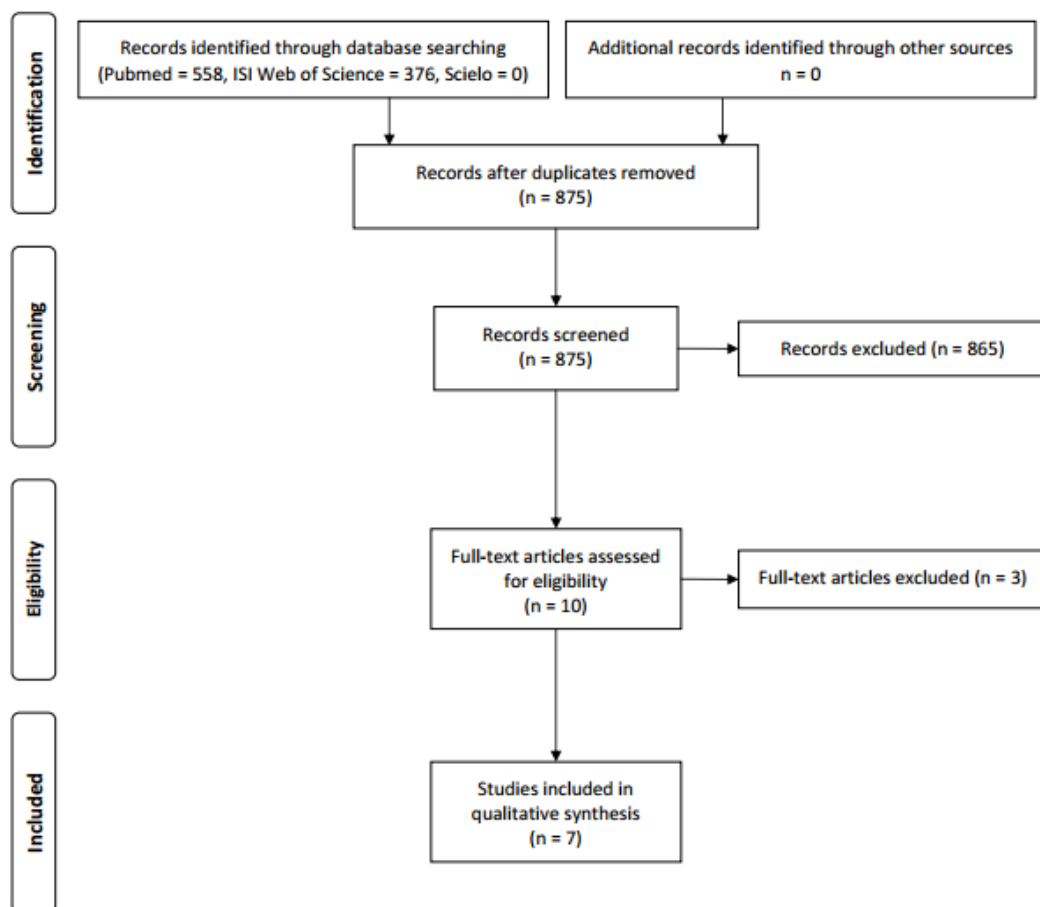 Identification
Records identified through database searching
(Pubmed = 558, ISI Web of Science = 376, Scielo = 0)
Additional records identified through other sources
n = 0
Records after duplicates removed
(n = 875)
Screening
Records screened
(n = 875)
Records excluded (n = 865)
Eligibility
Full-text articles assessed
for eligibility
(n = 10)
Full-text articles excluded (n = 3)
Included
Studies included in
qualitative synthesis
(n = 7)